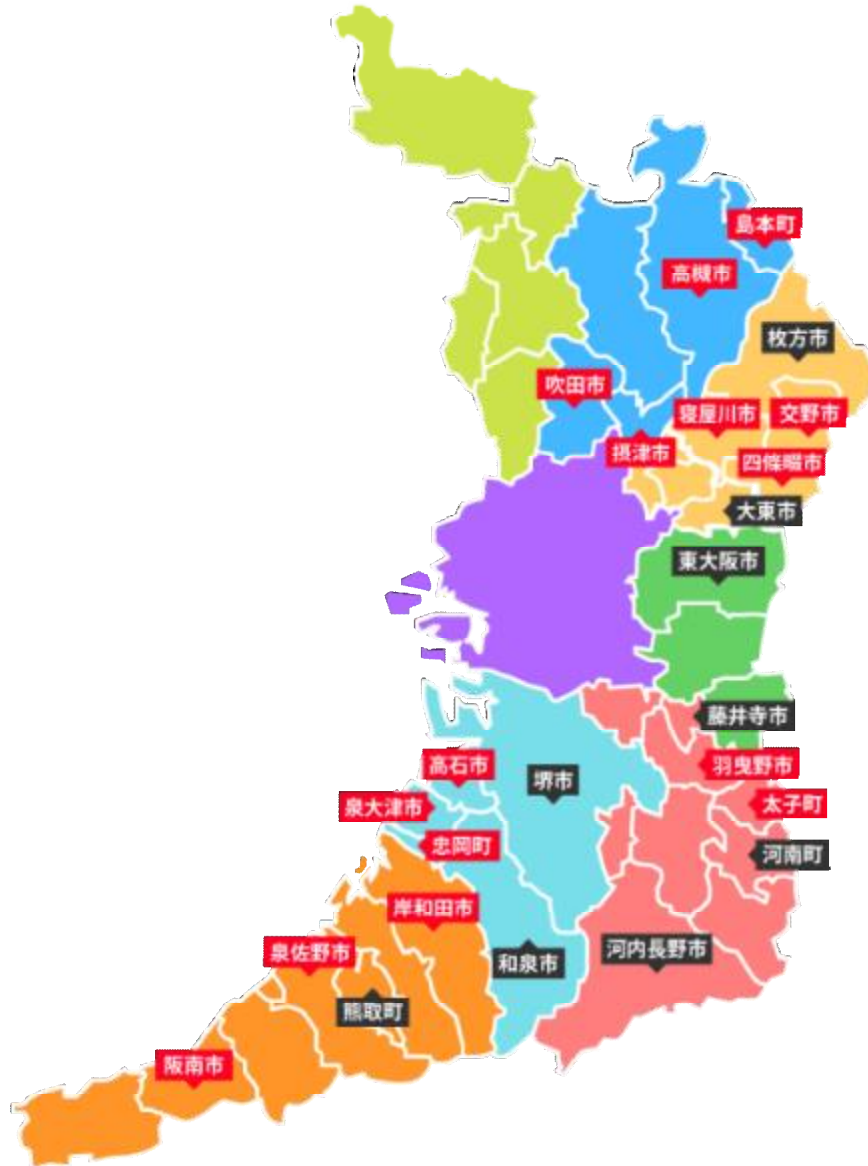 島本町
高槻市
枚方市
吹田市
寝屋川市
交野市
摂津市
四條畷市
大東市
東大阪市
藤井寺市
高石市
羽曳野市
堺市
泉大津市
太子町
忠岡町
河南町
岸和田市
泉佐野市
和泉市
河内長野市
熊取町
阪南市